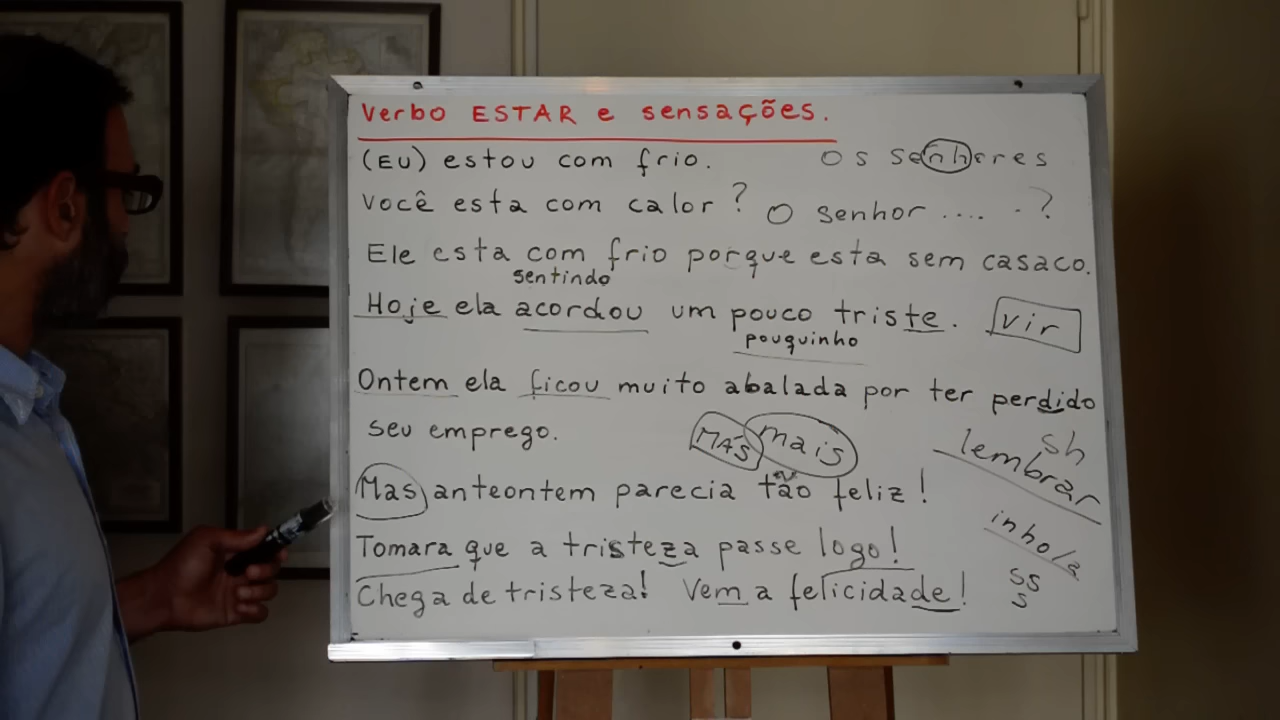 Verbo ESTAR e sensações.
(EU) estou com frio. Os senhores
você esta com calor? O senhor .... . ?
Ele esta com frio porque esta sem casaco.
sentindo
Hoje ela acordou um pouco triste. vir
pouquinho
Ontem ela ficou muito abalada por ter perdido
seu emprego. MÁS mais sh
lembrar
Mas anteontem parecia tão feliz!
Tomara que a tristeza passe logo!
Chega de tristeza! Vem a felicidade!
ss
s